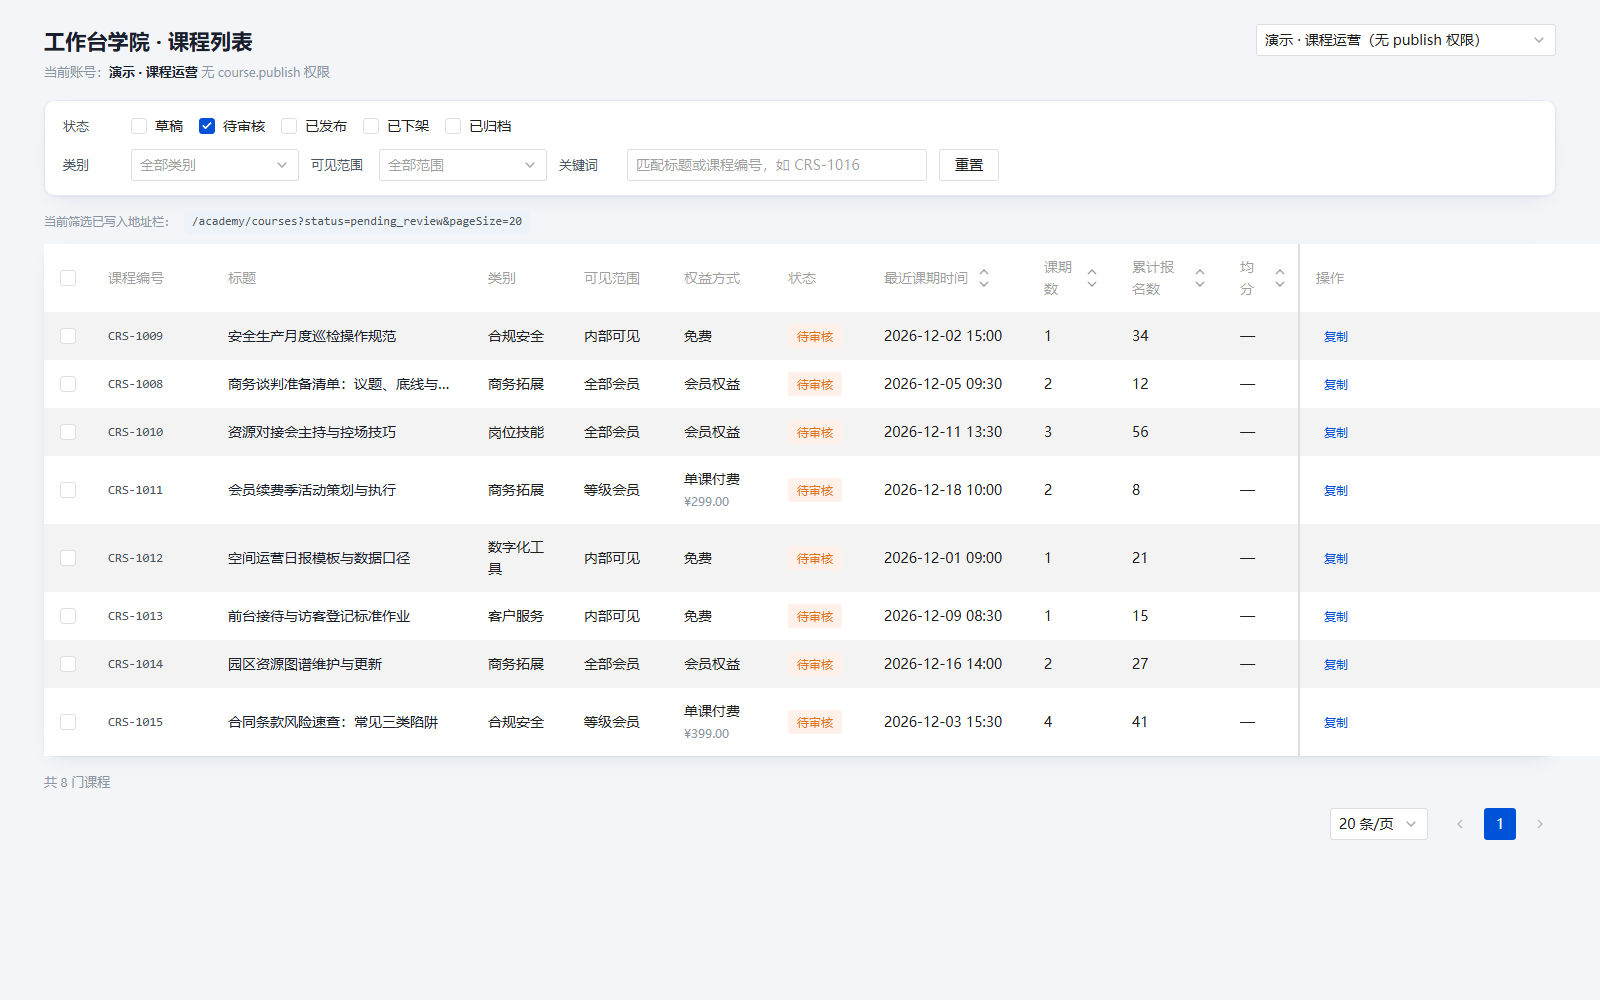 工作台学院 · 课程列表
演示 · 课程运营（无 publish 权限）
当前账号：演示 · 课程运营 无 course.publish 权限
状态 草稿 待审核 已发布 已下架 已归档
类别 全部类别 可见范围 全部范围 关键词 匹配标题或课程编号，如 CRS-1016 重置
当前筛选已写入地址栏： /academy/courses?status=pending_review&pageSize=20
课程编号 标题 类别 可见范围 权益方式 状态 最近课期时间 课期数 累计报名数 均分 操作
CRS-1009 安全生产月度巡检操作规范 合规安全 内部可见 免费 待审核 2026-12-02 15:00 1 34 — 复制
CRS-1008 商务谈判准备清单：议题、底线与... 商务拓展 全部会员 会员权益 待审核 2026-12-05 09:30 2 12 — 复制
CRS-1010 资源对接会主持与控场技巧 岗位技能 全部会员 会员权益 待审核 2026-12-11 13:30 3 56 — 复制
CRS-1011 会员续费季活动策划与执行 商务拓展 等级会员 单课付费 ¥299.00 待审核 2026-12-18 10:00 2 8 — 复制
CRS-1012 空间运营日报模板与数据口径 数字化工具 内部可见 免费 待审核 2026-12-01 09:00 1 21 — 复制
CRS-1013 前台接待与访客登记标准作业 客户服务 内部可见 免费 待审核 2026-12-09 08:30 1 15 — 复制
CRS-1014 园区资源图谱维护与更新 商务拓展 全部会员 会员权益 待审核 2026-12-16 14:00 2 27 — 复制
CRS-1015 合同条款风险速查：常见三类陷阱 合规安全 等级会员 单课付费 ¥399.00 待审核 2026-12-03 15:30 4 41 — 复制
共 8 门课程
20 条/页 1